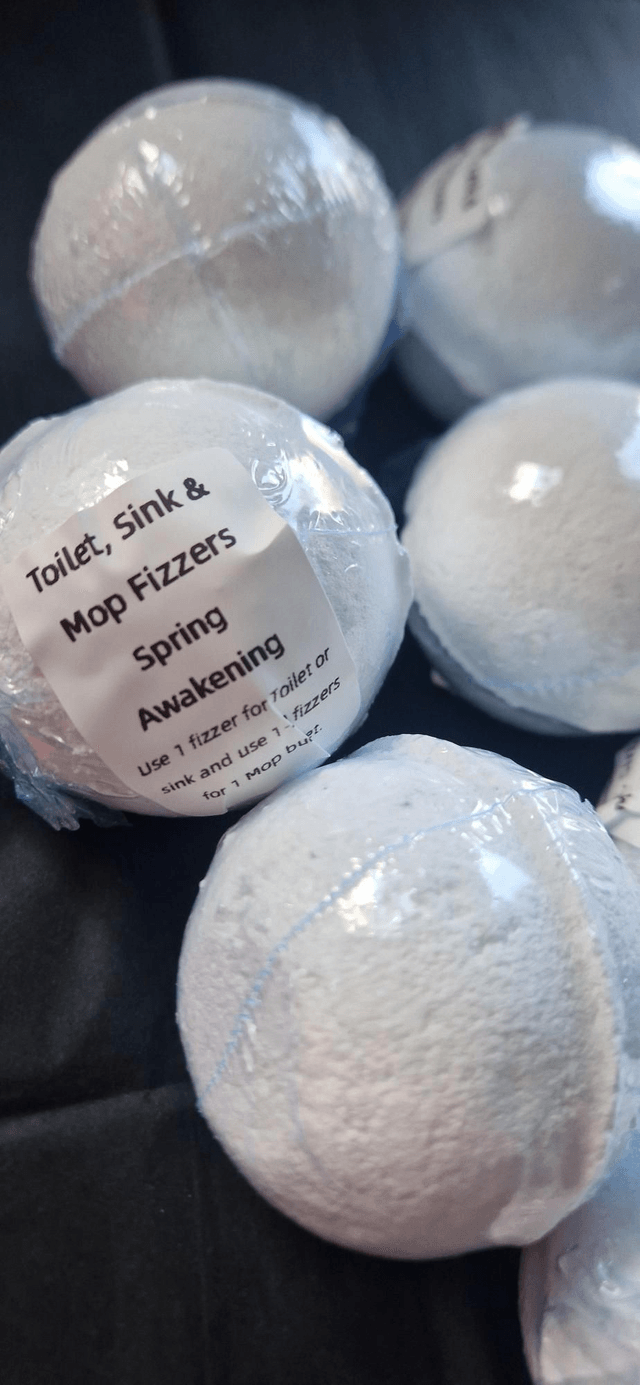 Toilet, Sink &
Mop Fizzers
Spring
Awakening
Use 1 fizzer for Toilet or
sink and use 1- fizzers
for 1 Mop